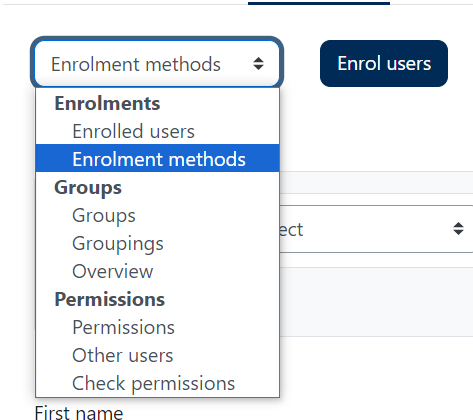 Enrolment methods
Enrol users
Enrolments
Enrolled users
Enrolment methods
Groups
ect
Groups
Groupings
Overview
Permissions
Permissions
Other users
Check permissions
First name